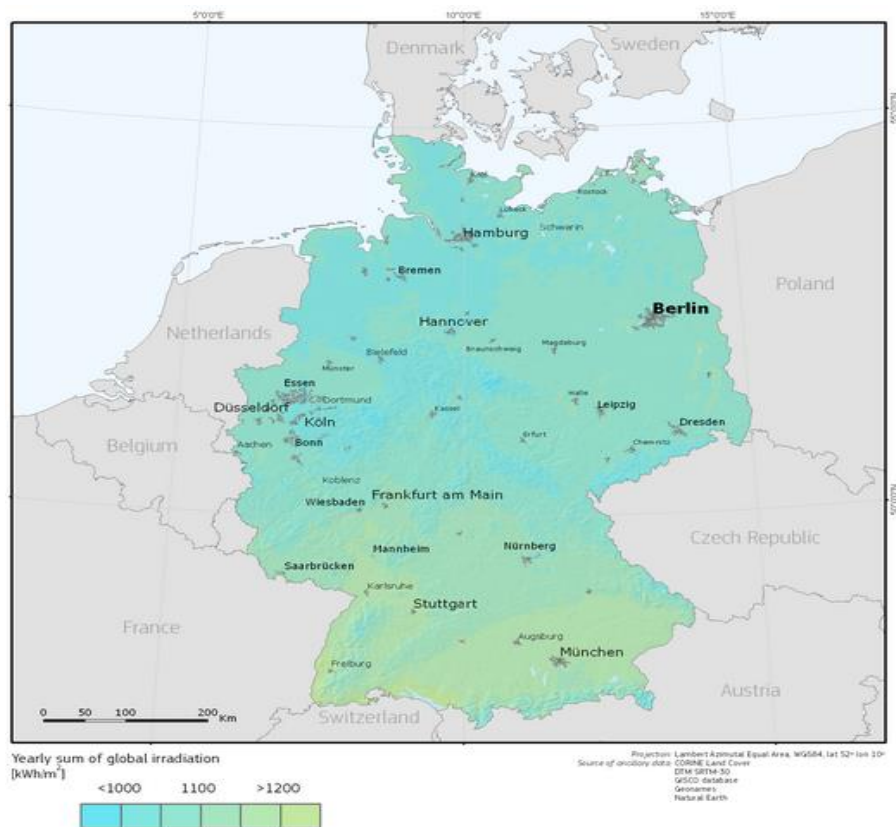 5°0'0"E 10°0'0"E 15°0'0"E
Denmark
Sweden
Kiel
Rostock
Lübeck
Hamburg
Schwerin
Bremen
Poland
Berlin
Netherlands
Hannover
Braunschweig
Magdeburg
Bielefeld
Münster
Essen
Dortmund
Düsseldorf
Kassel
Halle
Leipzig
Köln
Dresden
Belgium
Aachen
Bonn
Erfurt
Chemnitz
Koblenz
Wiesbaden
Frankfurt am Main
Czech Republic
Mannheim
Nürnberg
Saarbrücken
Karlsruhe
Stuttgart
France
Augsburg
München
Freiburg
Austria
Switzerland
0 50 100 200 Km
Yearly sum of global irradiation
[kWh/m²]
<1000 1100 >1200
Projection: Lambert Azimutal Equal Area, WGS84, lat 52° lon 10°
Source of ancillary data: CORINE Land Cover
DTM SRTM-30
GISCO database
Geonames
Natural Earth